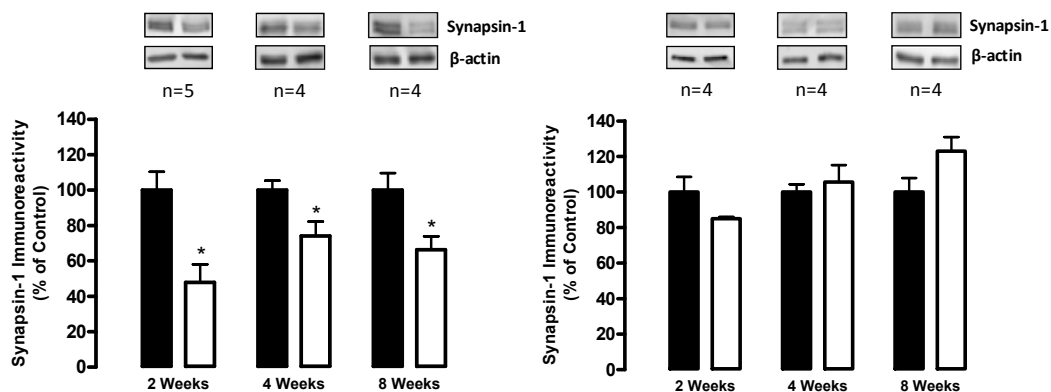 Synapsin-1
β-actin
n=5 n=4 n=4
Synapsin-1 Immunoreactivity
(% of Control)
140
120
100
80
60
40
20
0
*
*
*
2 Weeks 4 Weeks 8 Weeks
Synapsin-1
β-actin
n=4 n=4 n=4
Synapsin-1 Immunoreactivity
(% of Control)
140
120
100
80
60
40
20
0
2 Weeks 4 Weeks 8 Weeks